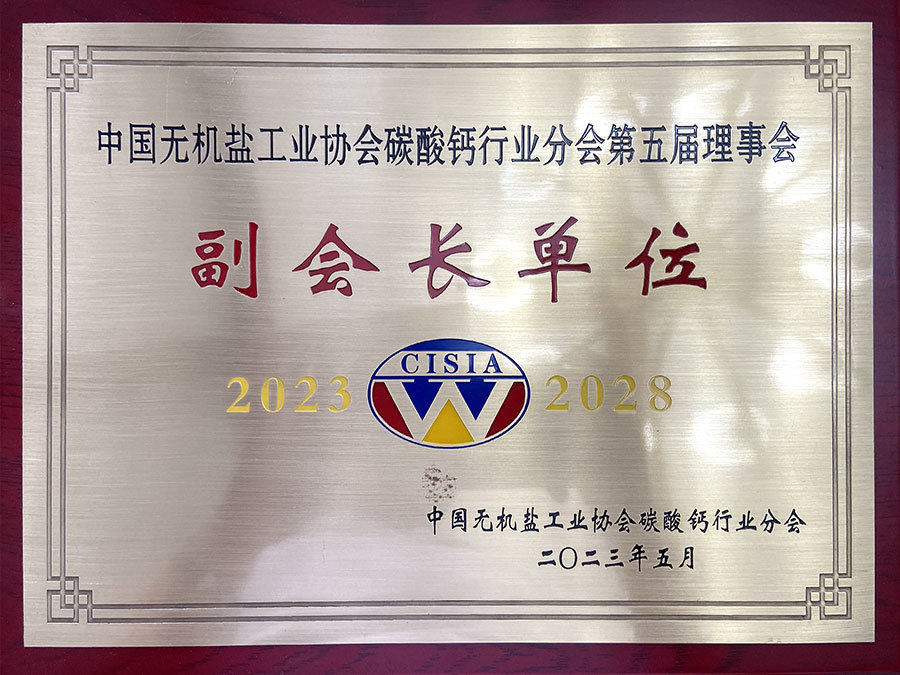 中国无机盐工业协会碳酸钙行业分会第五届理事会
副会长单位
2023 CISIA 2028
中国无机盐工业协会碳酸钙行业分会
二〇二三年五月